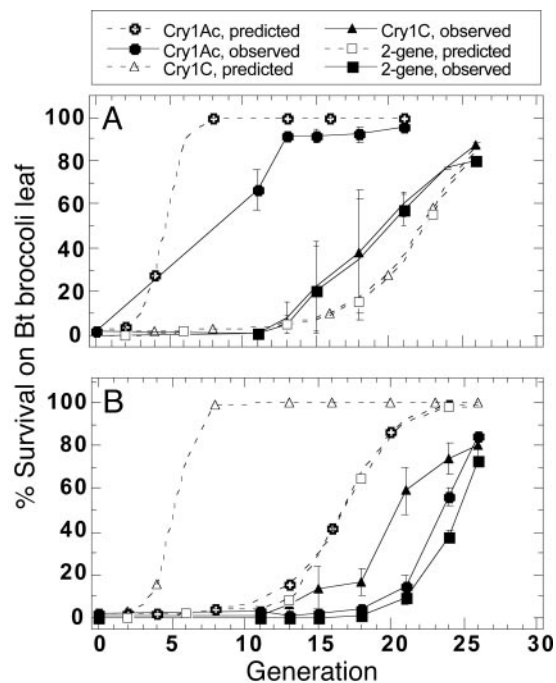 Cry1Ac, predicted Cry1C, observed
Cry1Ac, observed 2-gene, predicted
Cry1C, predicted 2-gene, observed
A
100
80
60
40
20
0
B
100
80
60
40
20
0
% Survival on Bt broccoli leaf
0 5 10 15 20 25 30
Generation